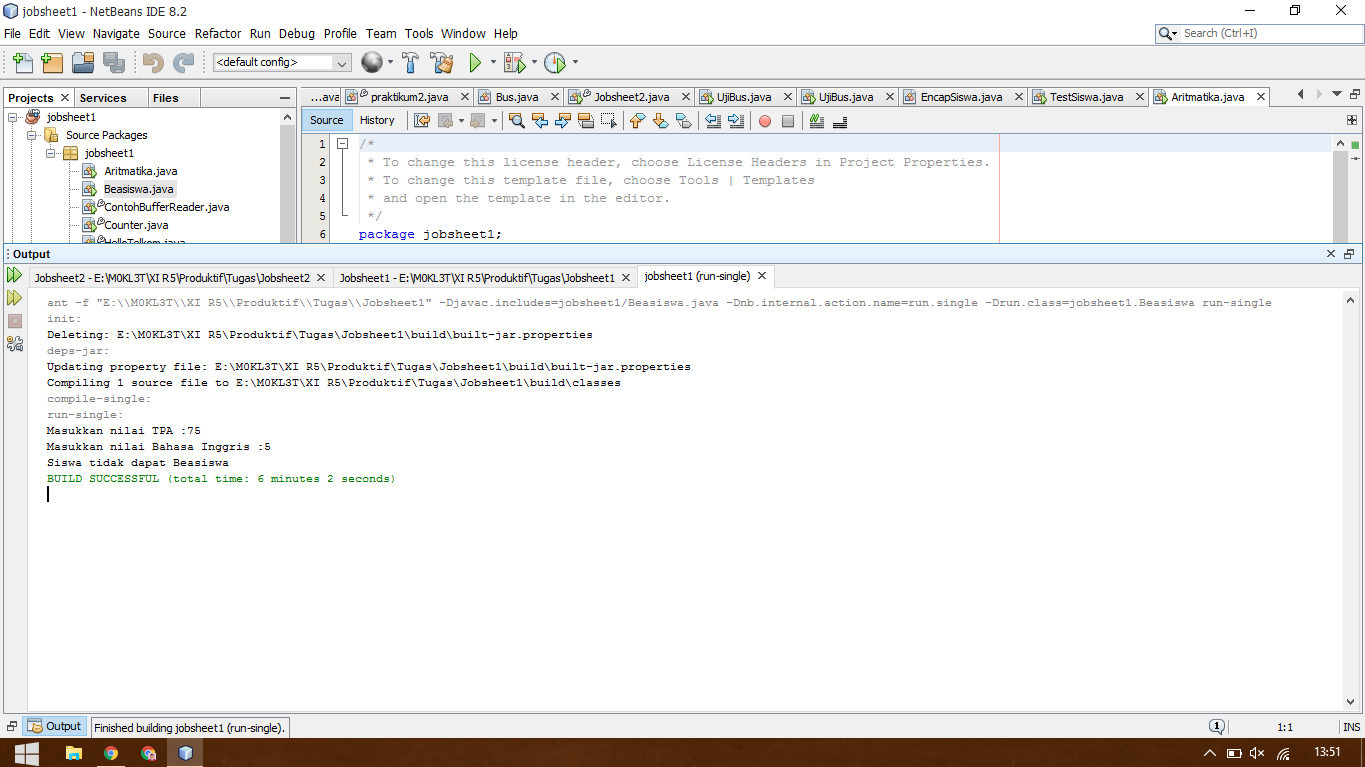 jobsheet1 - NetBeans IDE 8.2
File Edit View Navigate Source Refactor Run Debug Profile Team Tools Window Help
Search (Ctrl+I)
<default config>
Projects Services Files
...ava praktikum2.java Bus.java Jobsheet2.java UjiBus.java UjiBus.java EncapSiswa.java TestSiswa.java Aritmatika.java
jobsheet1
Source Packages
jobsheet1
Aritmatika.java
Beasiswa.java
ContohBufferReader.java
Counter.java
HelloTelkom.java
Source History
1 /*
2 * To change this license header, choose License Headers in Project Properties.
3 * To change this template file, choose Tools | Templates
4 * and open the template in the editor.
5 */
6 package jobsheet1;
Output
Jobsheet2 - E:\M0KL3T\XI R5\Produktif\Tugas\Jobsheet2 Jobsheet1 - E:\M0KL3T\XI R5\Produktif\Tugas\Jobsheet1 jobsheet1 (run-single)
ant -f "E:\\M0KL3T\\XI R5\\Produktif\\Tugas\\Jobsheet1" -Djavac.includes=jobsheet1/Beasiswa.java -Dnb.internal.action.name=run.single -Drun.class=jobsheet1.Beasiswa run-single
init:
Deleting: E:\M0KL3T\XI R5\Produktif\Tugas\Jobsheet1\build\built-jar.properties
deps-jar:
Updating property file: E:\M0KL3T\XI R5\Produktif\Tugas\Jobsheet1\build\built-jar.properties
Compiling 1 source file to E:\M0KL3T\XI R5\Produktif\Tugas\Jobsheet1\build\classes
compile-single:
run-single:
Masukkan nilai TPA :75
Masukkan nilai Bahasa Inggris :5
Siswa tidak dapat Beasiswa
BUILD SUCCESSFUL (total time: 6 minutes 2 seconds)
Output
Finished building jobsheet1 (run-single).
1
1:1
INS
13:51